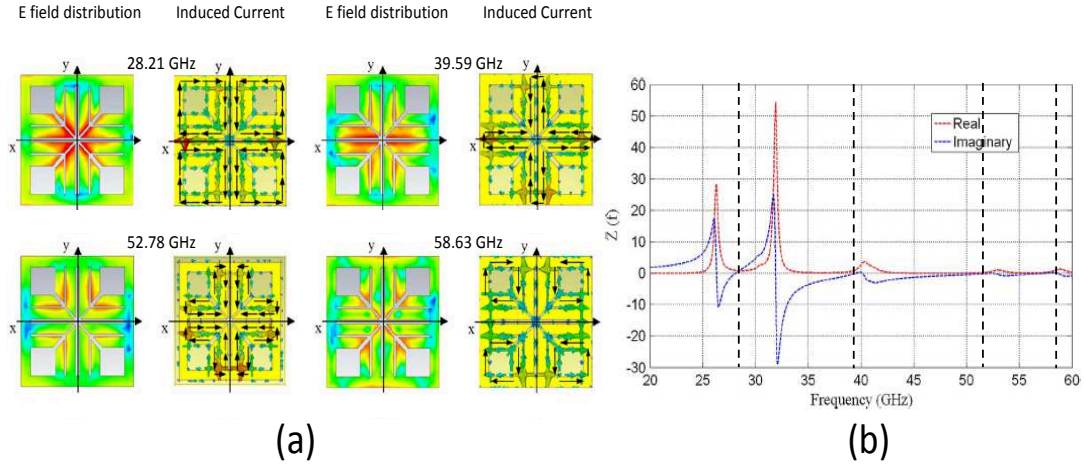 E field distribution Induced Current E field distribution Induced Current
y 28.21 GHz y y 39.59 GHz y
x x x x
y 52.78 GHz y y 58.63 GHz y
x x x x
(a)
60
50
40
30
20
10
0
-10
-20
-30
Z (f)
Real
Imaginary
20 25 30 35 40 45 50 55 60
Frequency (GHz)
(b)